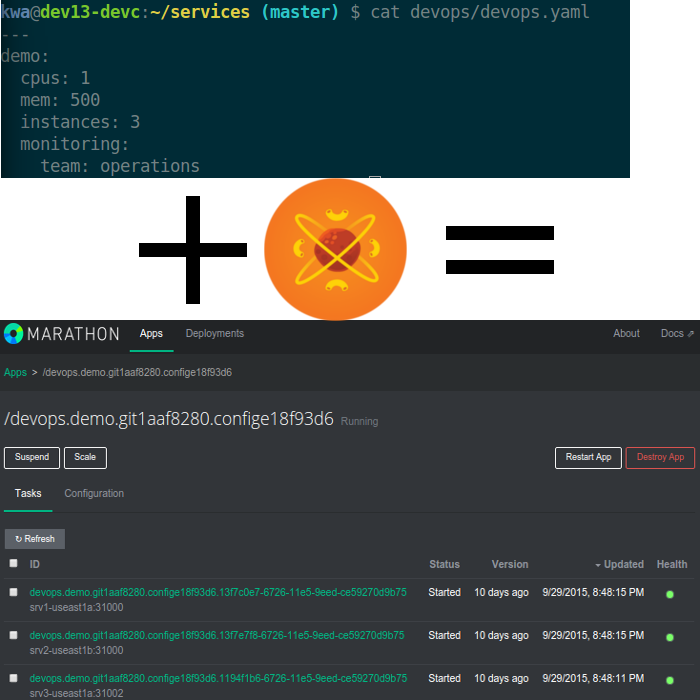 kwa@dev13-devc:~/services (master) $ cat devops/devops.yaml
---
demo:
  cpus: 1
  mem: 500
  instances: 3
  monitoring:
    team: operations
MARATHON Apps Deployments About Docs ⇗
Apps > /devops.demo.git1aaf8280.confige18f93d6
/devops.demo.git1aaf8280.confige18f93d6 Running
Suspend Scale Restart App Destroy App
Tasks Configuration
↻ Refresh
ID Status Version Updated Health
devops.demo.git1aaf8280.confige18f93d6.13f7c0e7-6726-11e5-9eed-ce59270d9b75 Started 10 days ago 9/29/2015, 8:48:15 PM
srv1-useast1a:31000
devops.demo.git1aaf8280.confige18f93d6.13f7e7f8-6726-11e5-9eed-ce59270d9b75 Started 10 days ago 9/29/2015, 8:48:15 PM
srv2-useast1b:31000
devops.demo.git1aaf8280.confige18f93d6.1194f1b6-6726-11e5-9eed-ce59270d9b75 Started 10 days ago 9/29/2015, 8:48:11 PM
srv3-useast1a:31002